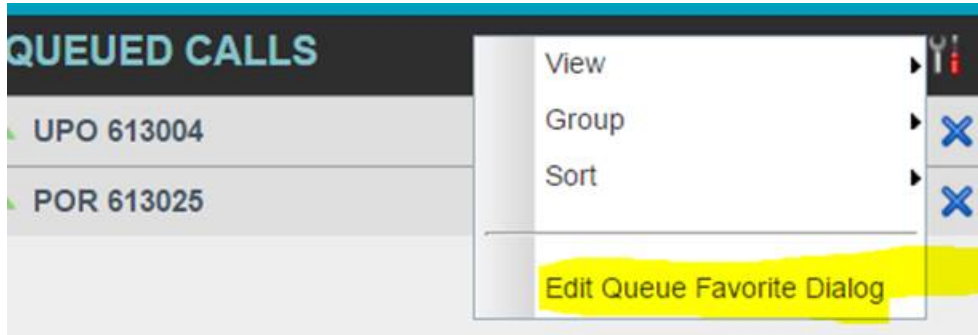 QUEUED CALLS
View
UPO 613004
Group
POR 613025
Sort
Edit Queue Favorite Dialog